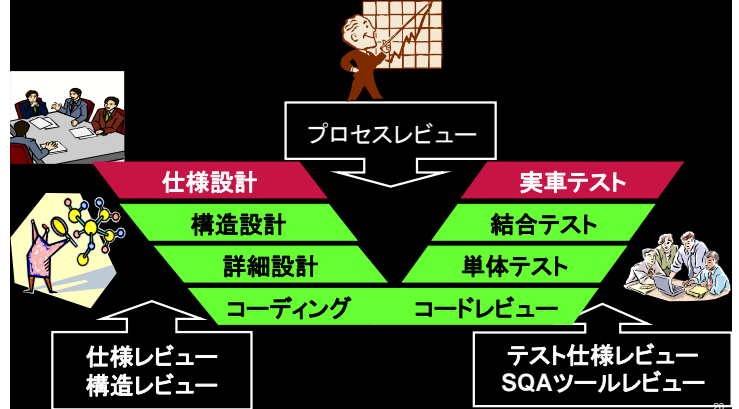 プロセスレビュー
仕様設計
実車テスト
構造設計
結合テスト
詳細設計
単体テスト
コーディング
コードレビュー
仕様レビュー
構造レビュー
テスト仕様レビュー
SQAツールレビュー